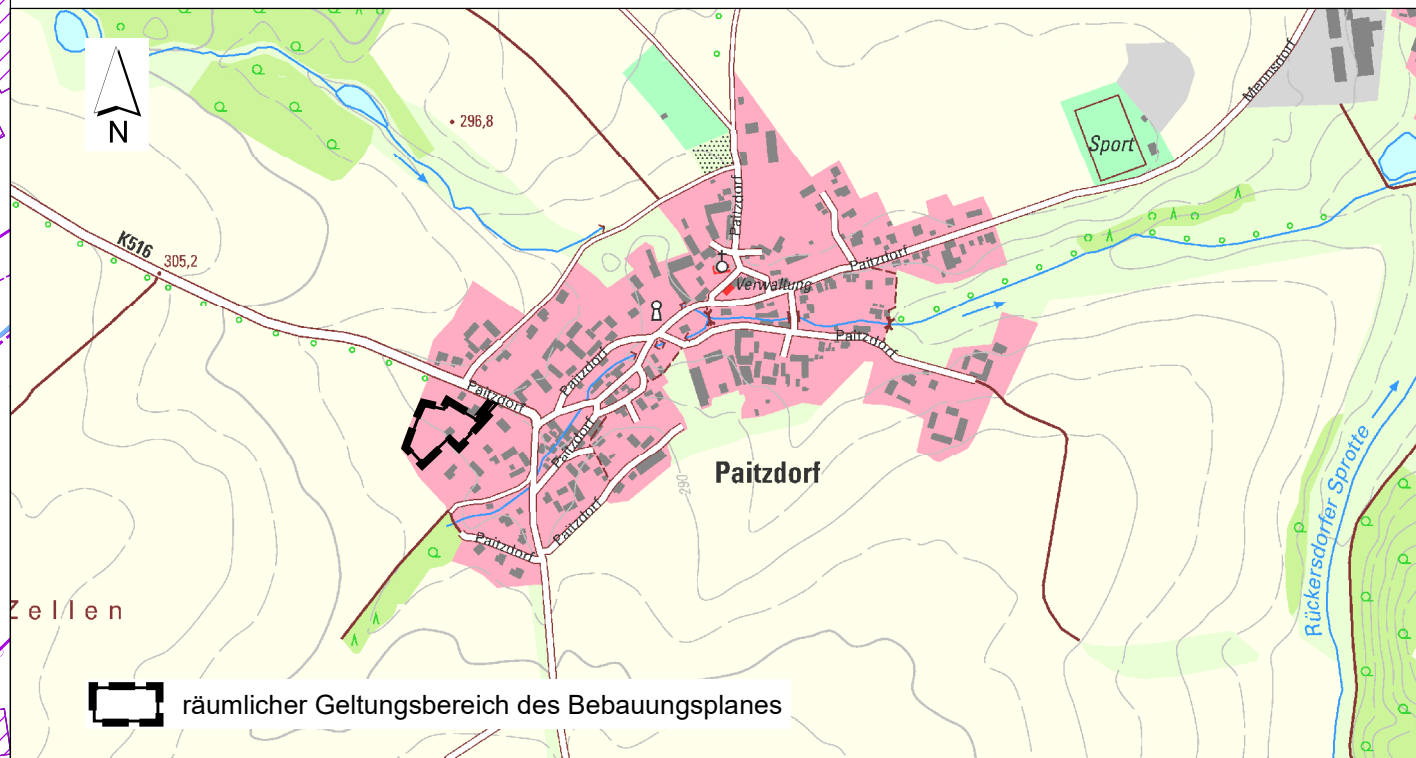 N
296,8
Mennsdorf
Sport
Paitzdorf
K516
305,2
Paitzdorf
Verwaltung
Paitzdorf
Paitzdorf
Paitzdorf
Paitzdorf
Paitzdorf
Paitzdorf
290
Paitzdorf
Paitzdorf
Rückersdorfer Sprotte
Zellen
räumlicher Geltungsbereich des Bebauungsplanes